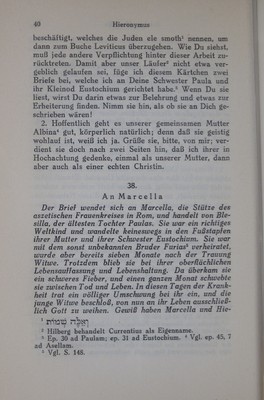 40 Hieronymus
beschäftigt, welches die Juden ele smoth¹ nennen, um
dann zum Buche Leviticus überzugehen. Wie Du siehst,
muß jede andere Verpflichtung hinter dieser Arbeit zu-
rücktreten. Damit aber unser Läufer² nicht etwa ver-
geblich gelaufen sei, füge ich diesem Kärtchen zwei
Briefe bei, welche ich an Deine Schwester Paula und
ihr Kleinod Eustochium gerichtet habe.³ Wenn Du sie
liest, wirst Du darin etwas zur Belehrung und etwas zur
Erbeiterung finden. Nimm sie hin, als ob sie an Dich ge-
schrieben wären!
2. Hoffentlich geht es unserer gemeinsamen Mutter
Albina⁴ gut, körperlich natürlich; denn daß sie geistig
wohlauf ist, weiß ich ja. Grüße sie, bitte, von mir; ver-
dient sie doch nach zwei Seiten hin, daß ich ihrer in
Hochachtung gedenke, einmal als unserer Mutter, dann
aber auch als einer echten Christin.
38.
An Marcella
Der Brief wendet sich an Marcella, die Stütze des
aszetischen Frauenkreises in Rom, und handelt von Ble-
silla, der ältesten Tochter Paulas. Sie war ein richtiges
Weltkind und wandelte keineswegs in den Fußstapfen
ihrer Mutter und ihrer Schwester Eustochium. Sie war
mit dem sonst unbekannten Bruder Furias⁵ verheiratet,
wurde aber bereits sieben Monate nach der Trauung
Witwe. Trotzdem blieb sie bei ihrer oberflächlichen
Lebensauffassung und Lebenshaltung. Da überkam sie
ein schweres Fieber, und einen ganzen Monat schwebte
sie zwischen Tod und Leben. In diesen Tagen der Krank-
heit trat ein völliger Umschwung bei ihr ein, und die
junge Witwe beschloß, von nun an ihr Leben ausschließ-
lich Gott zu weihen. Gewiß haben Marcella und Hie-
¹ וְאֵלֶּה שְׁמוֹת
² Hilberg behandelt Currentius als Eigenname.
³ Ep. 30 ad Paulam; ep. 31 ad Eustochium. ⁴ Vgl. ep. 45, 7
ad Asellam.
⁵ Vgl. S. 148.